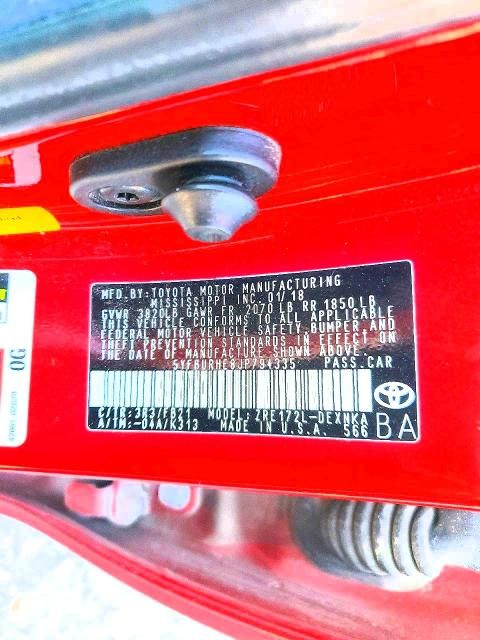 MFD.BY:TOYOTA MOTOR MANUFACTURING
MISSISSIPPI INC. 01/18
GVWR 3820LB GAWR FR 2070 LB RR 1850 LB
THIS VEHICLE CONFORMS TO ALL APPLICABLE
FEDERAL MOTOR VEHICLE SAFETY, BUMPER, AND
THEFT PREVENTION STANDARDS IN EFFECT ON
THE DATE OF MANUFACTURE SHOWN ABOVE.
5YFBURHE8JP794335 PASS.CAR
C/TR:3R3/FB21 MODEL: ZRE172L-DEXNKA
A/TM:-04A/K313 MADE IN U.S.A. 566 BA